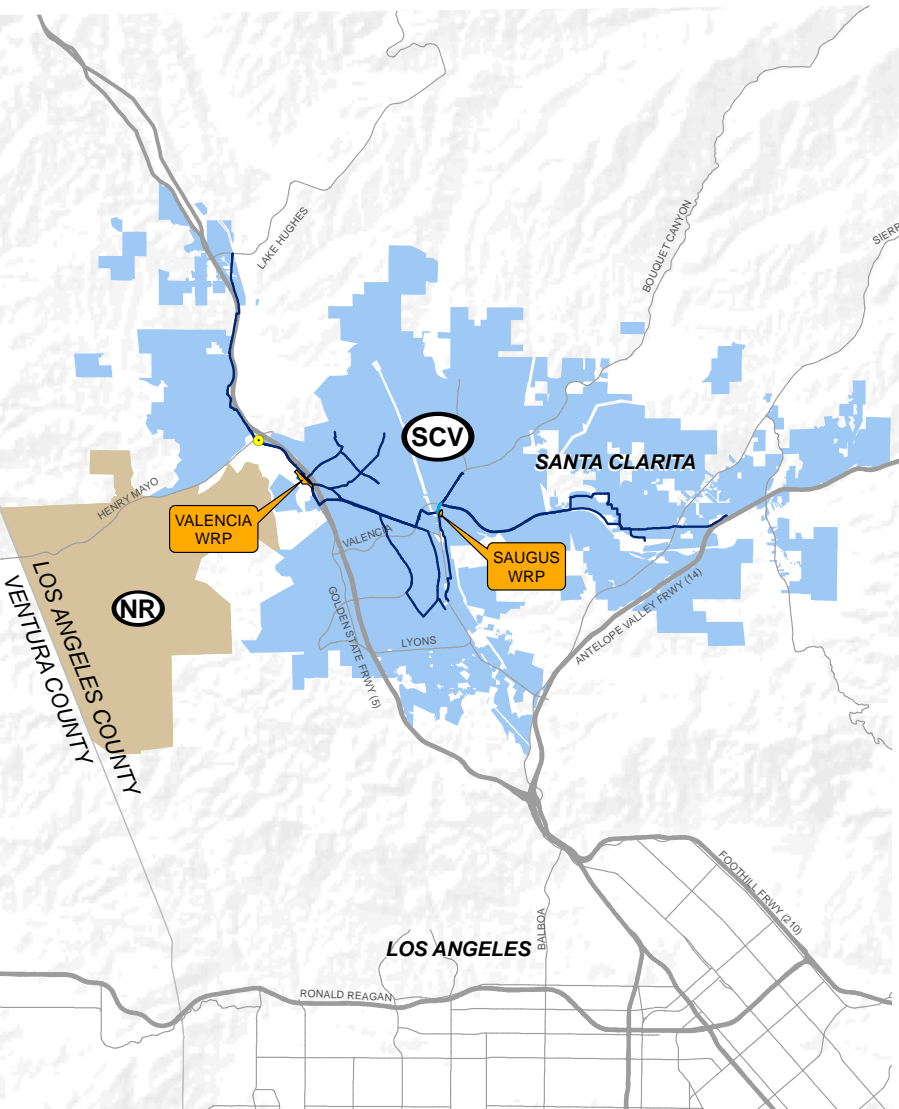 LAKE HUGHES
BOUQUET CANYON
SIERR
SCV
SANTA CLARITA
HENRY MAYO
VALENCIA
WRP
VALENCIA
SAUGUS
WRP
NR
LOS ANGELES COUNTY
VENTURA COUNTY
GOLDEN STATE FRWY (5)
LYONS
ANTELOPE VALLEY FRWY (14)
FOOTHILL FRWY (210)
BALBOA
LOS ANGELES
RONALD REAGAN